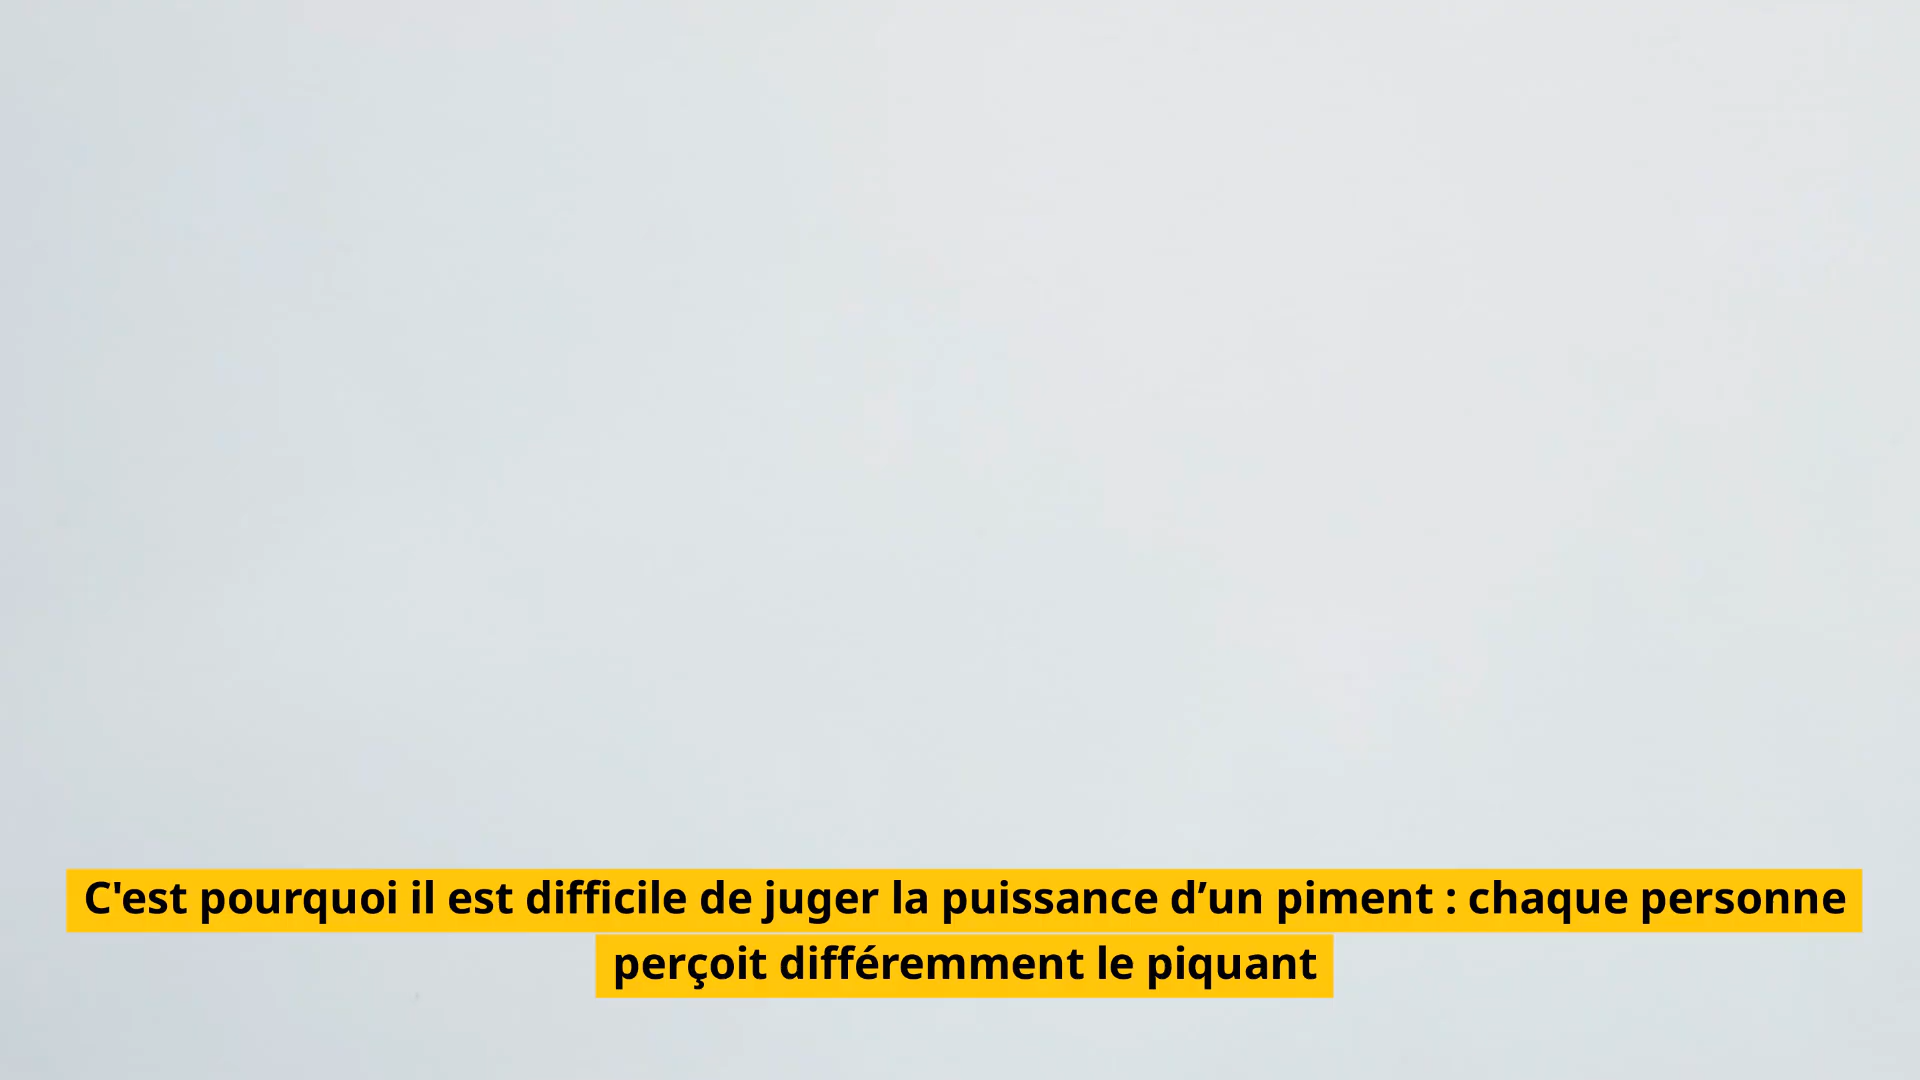 C'est pourquoi il est difficile de juger la puissance d’un piment : chaque personne
perçoit différemment le piquant